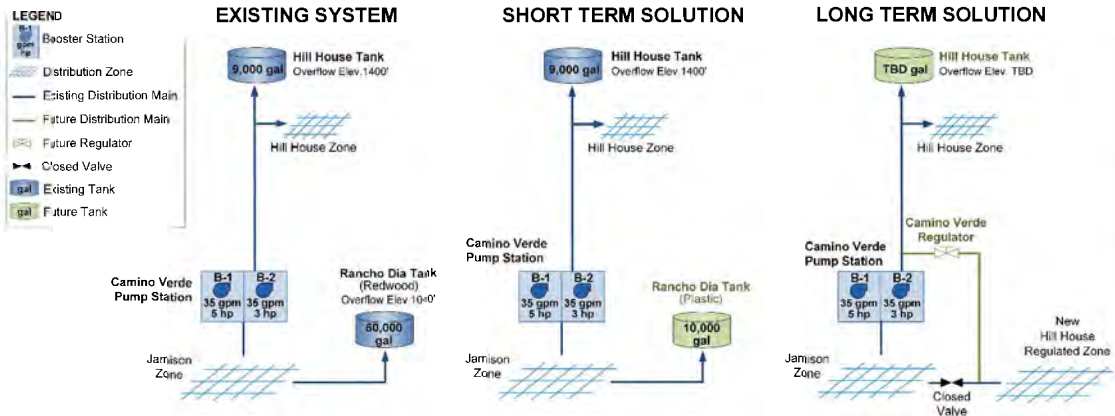 LEGEND
B-1
gpm
hp
Booster Station
Distribution Zone
Existing Distribution Main
Future Distribution Main
Future Regulator
Closed Valve
gal Existing Tank
gal Future Tank
EXISTING SYSTEM
9,000 gal
Hill House Tank
Overflow Elev.1400'
Hill House Zone
Camino Verde
Pump Station
B-1 B-2
35 gpm 35 gpm
5 hp 3 hp
Rancho Dia Tank
(Redwood)
Overflow Elev 1040'
60,000
gal
Jamison
Zone
SHORT TERM SOLUTION
9,000 gal
Hill House Tank
Overflow Elev. 1400'
Hill House Zone
Camino Verde
Pump Station
B-1 B-2
35 gpm 35 gpm
5 hp 3 hp
Rancho Dia Tank
(Plastic)
10,000
gal
Jamison
Zone
LONG TERM SOLUTION
TBD gal
Hill House Tank
Overflow Elev. TBD
Hill House Zone
Camino Verde
Regulator
Camino Verde
Pump Station
B-1 B-2
35 gpm 35 gpm
5 hp 3 hp
New
Hill House
Regulated Zone
Jamison
Zone
Closed
Valve